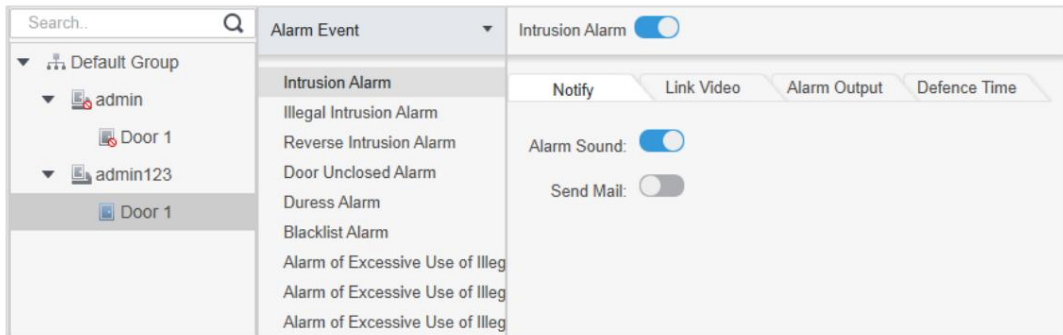 Search..
Default Group
admin
Door 1
admin123
Door 1
Alarm Event
Intrusion Alarm
Illegal Intrusion Alarm
Reverse Intrusion Alarm
Door Unclosed Alarm
Duress Alarm
Blacklist Alarm
Alarm of Excessive Use of Illeg
Alarm of Excessive Use of Illeg
Alarm of Excessive Use of Illeg
Intrusion Alarm
Notify Link Video Alarm Output Defence Time
Alarm Sound:
Send Mail: